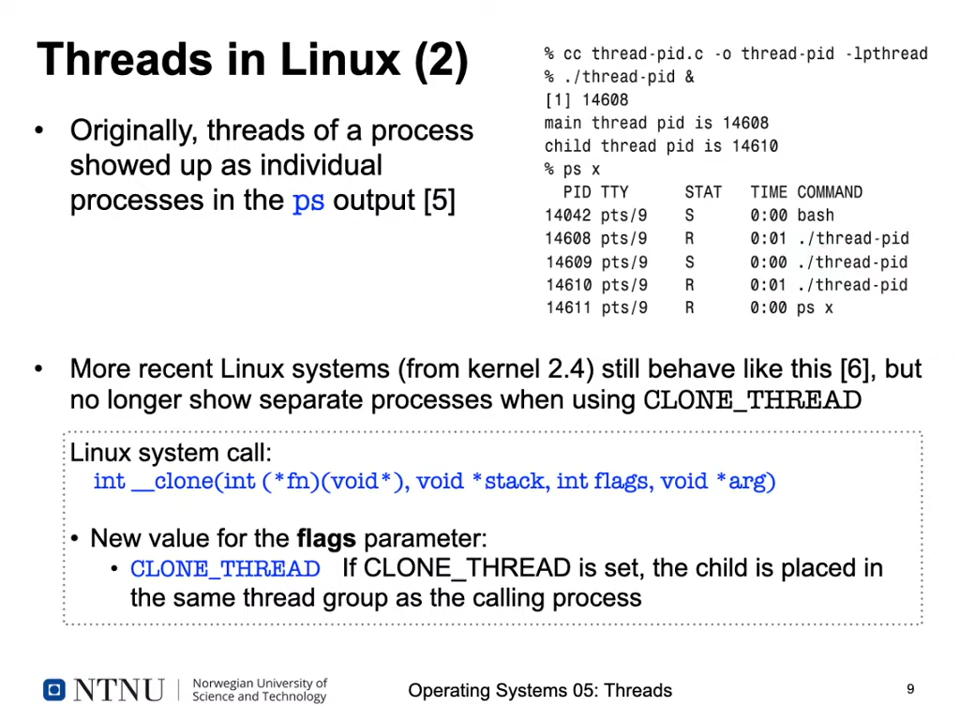 Threads in Linux (2)
• Originally, threads of a process
showed up as individual
processes in the ps output [5]
% cc thread-pid.c -o thread-pid -lpthread
% ./thread-pid &
[1] 14608
main thread pid is 14608
child thread pid is 14610
% ps x
PID TTY STAT TIME COMMAND
14042 pts/9 S 0:00 bash
14608 pts/9 R 0:01 ./thread-pid
14609 pts/9 S 0:00 ./thread-pid
14610 pts/9 R 0:01 ./thread-pid
14611 pts/9 R 0:00 ps x
• More recent Linux systems (from kernel 2.4) still behave like this [6], but
no longer show separate processes when using CLONE_THREAD
Linux system call:
int __clone(int (*fn)(void*), void *stack, int flags, void *arg)
• New value for the flags parameter:
• CLONE_THREAD If CLONE_THREAD is set, the child is placed in
the same thread group as the calling process
NTNU
Norwegian University of
Science and Technology
Operating Systems 05: Threads
9